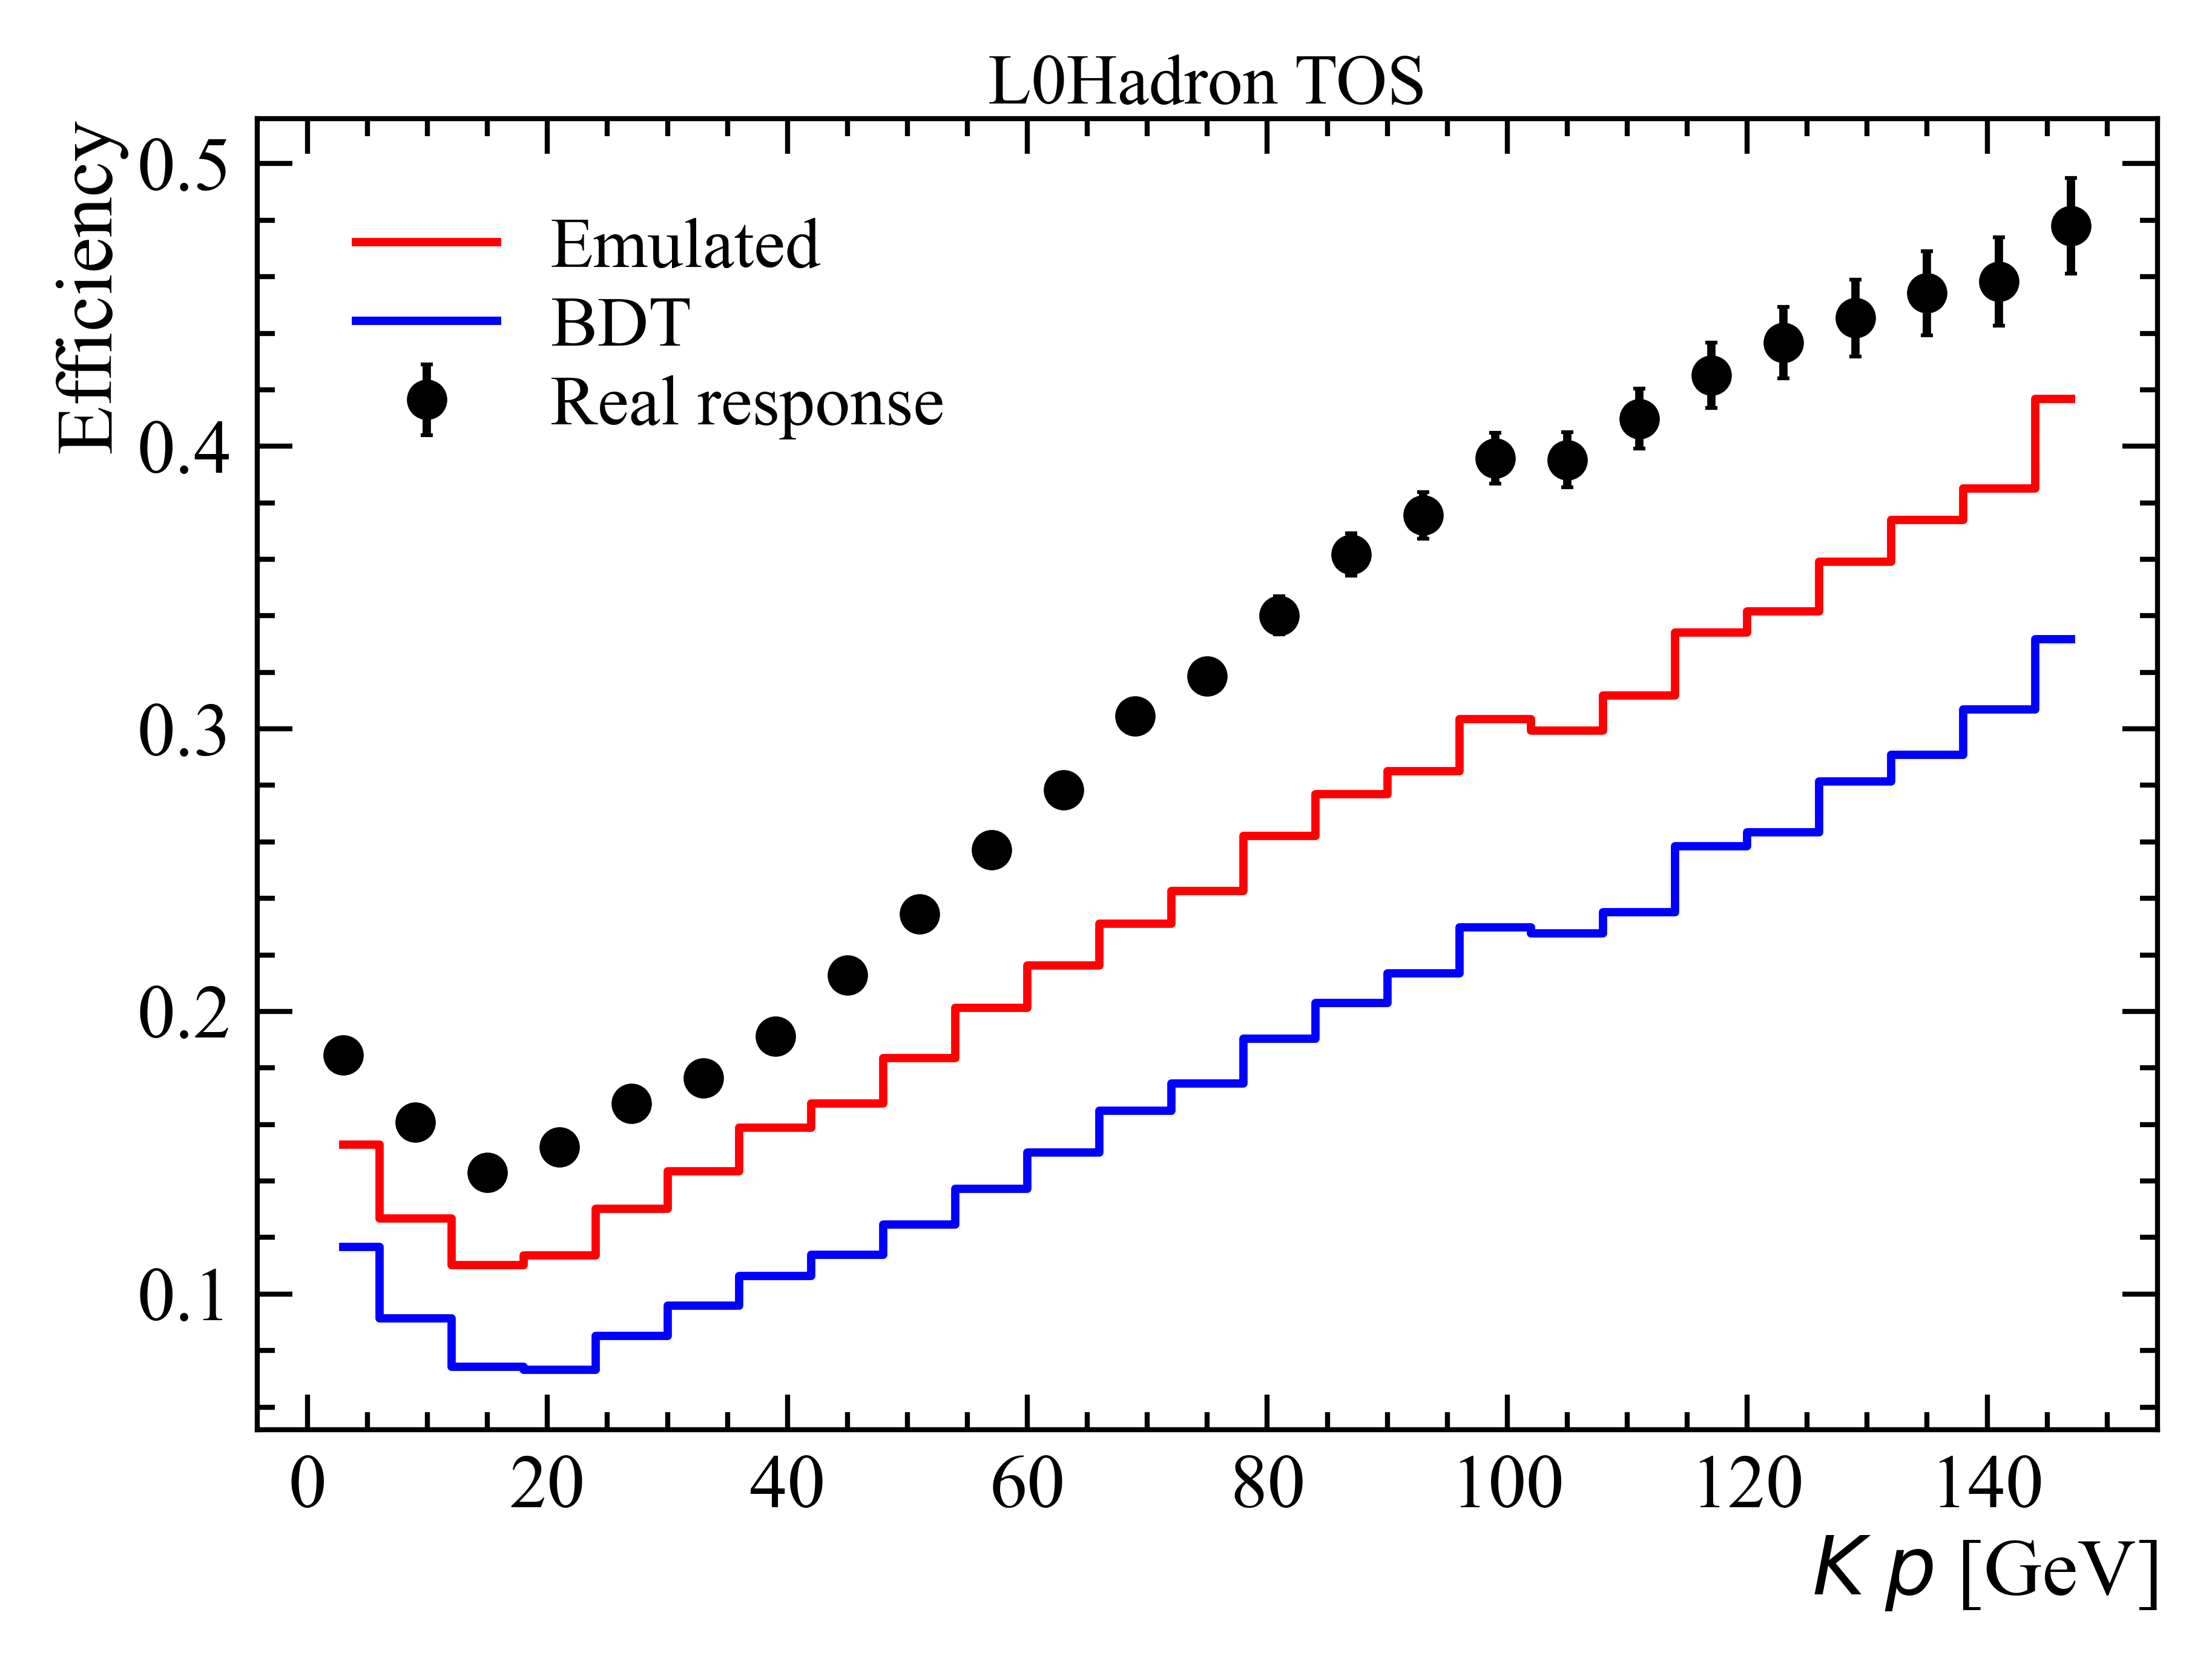 L0Hadron TOS
Efficiency
0.5
0.4
0.3
0.2
0.1
Emulated
BDT
Real response
0 20 40 60 80 100 120 140
K p [GeV]